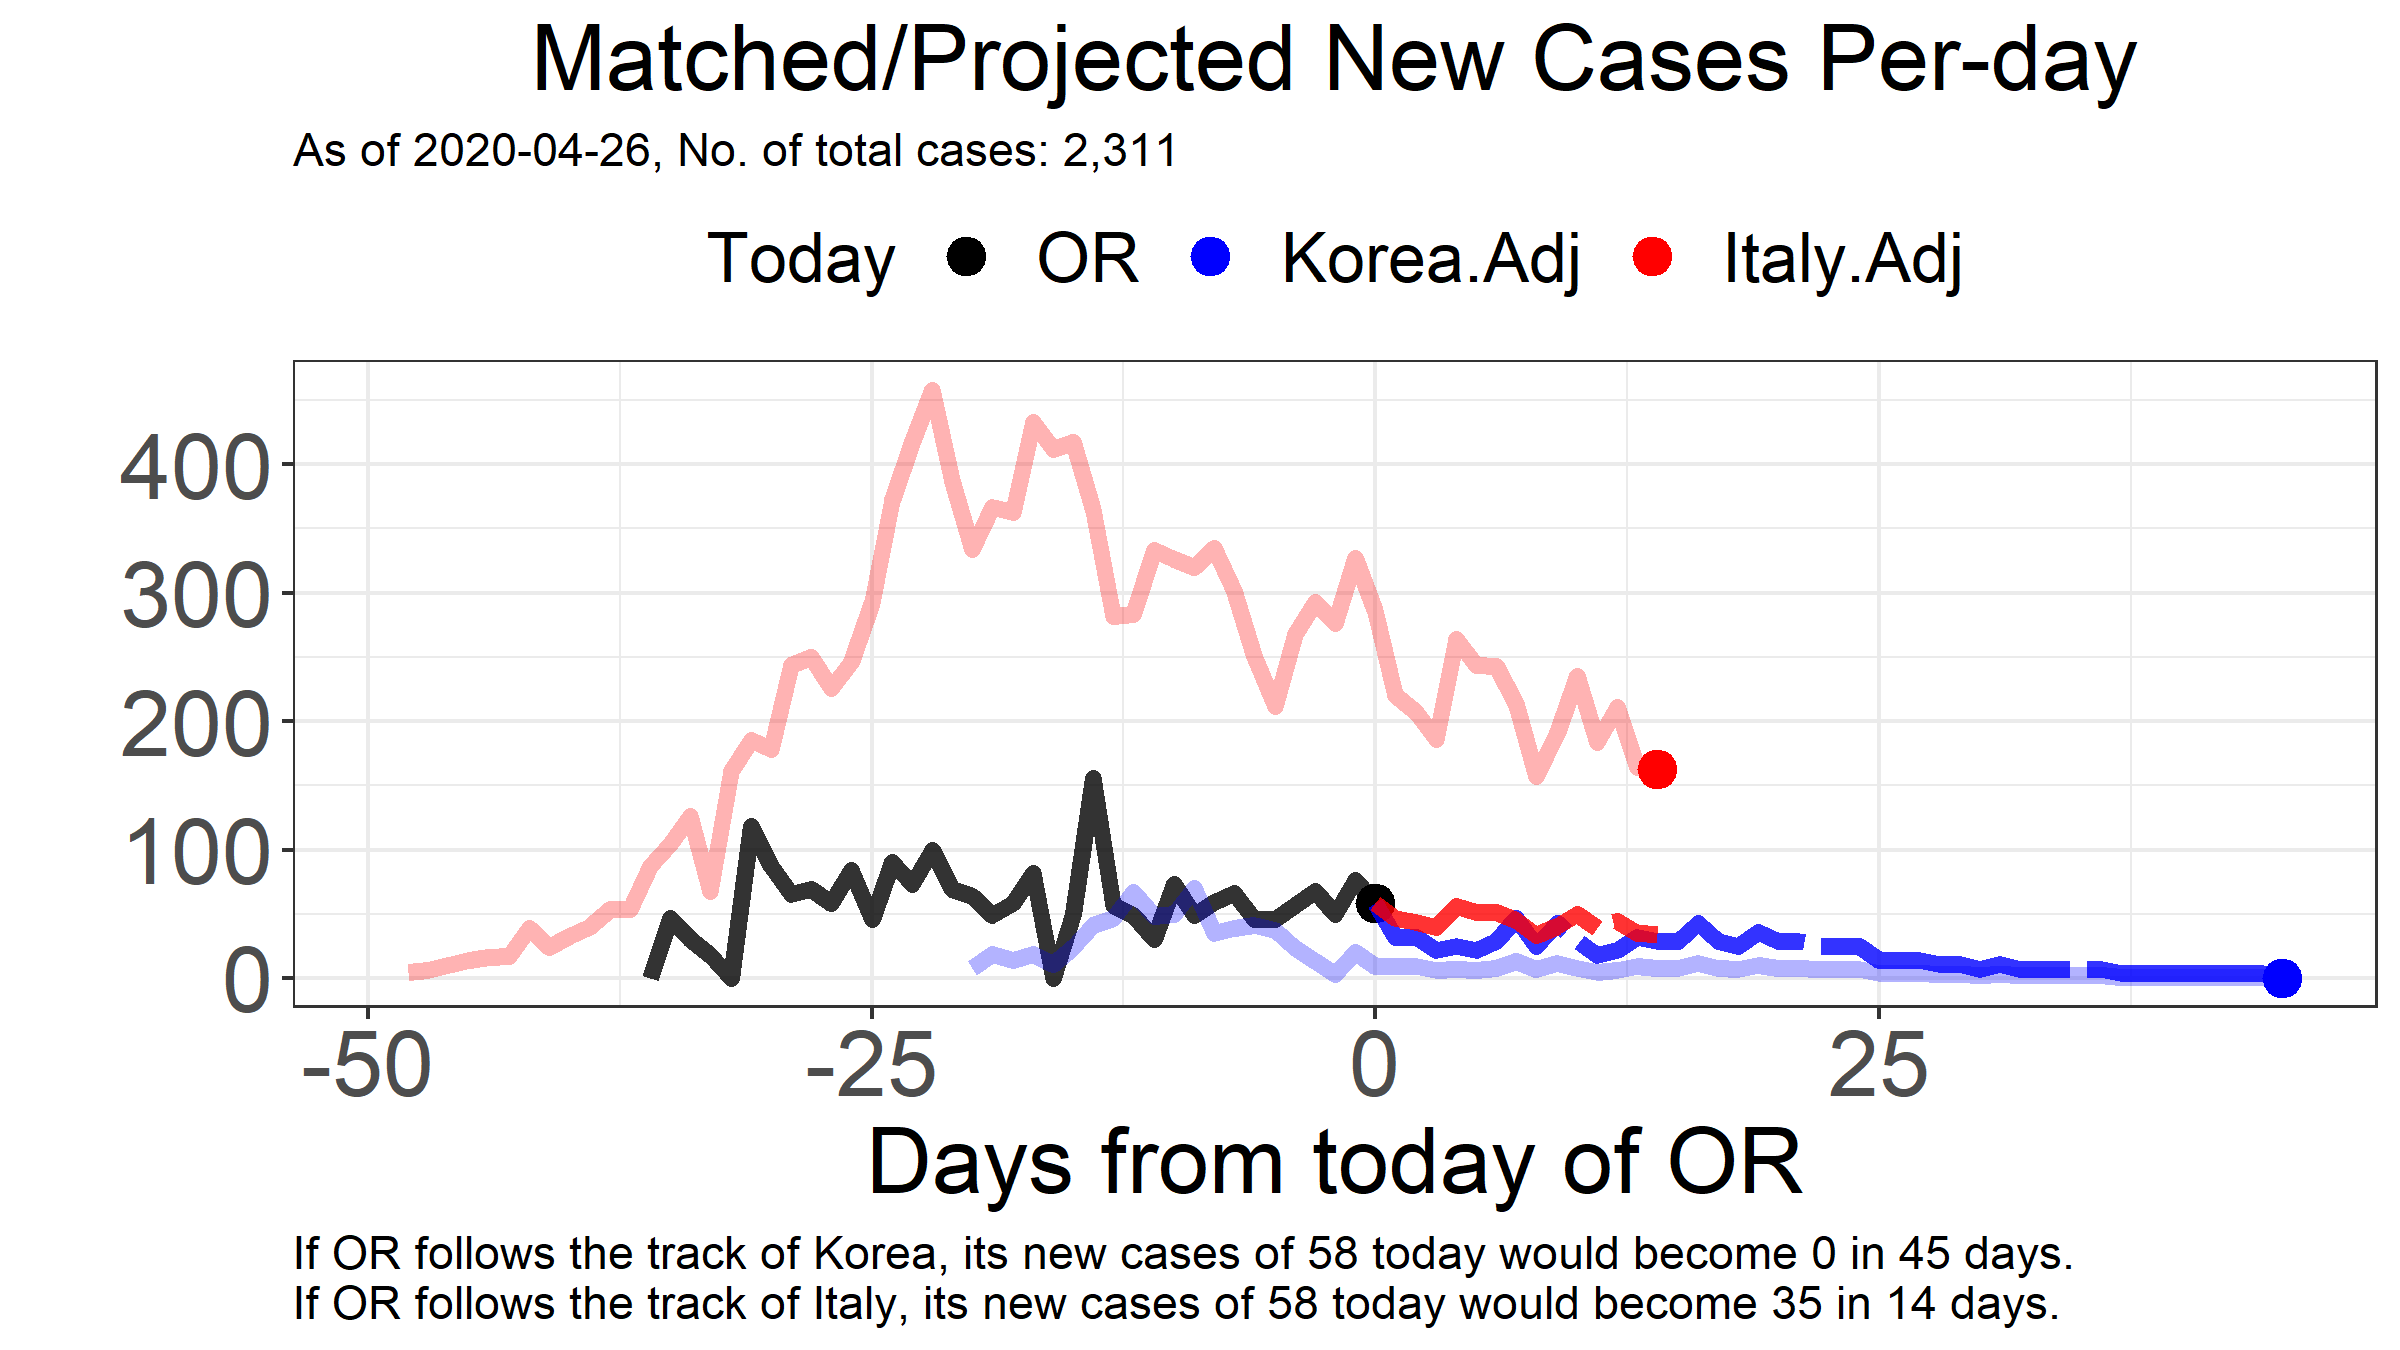 Matched/Projected New Cases Per-day
As of 2020-04-26, No. of total cases: 2,311
Today OR Korea.Adj Italy.Adj
400
300
200
100
0
-50 -25 0 25
Days from today of OR
If OR follows the track of Korea, its new cases of 58 today would become 0 in 45 days.
If OR follows the track of Italy, its new cases of 58 today would become 35 in 14 days.